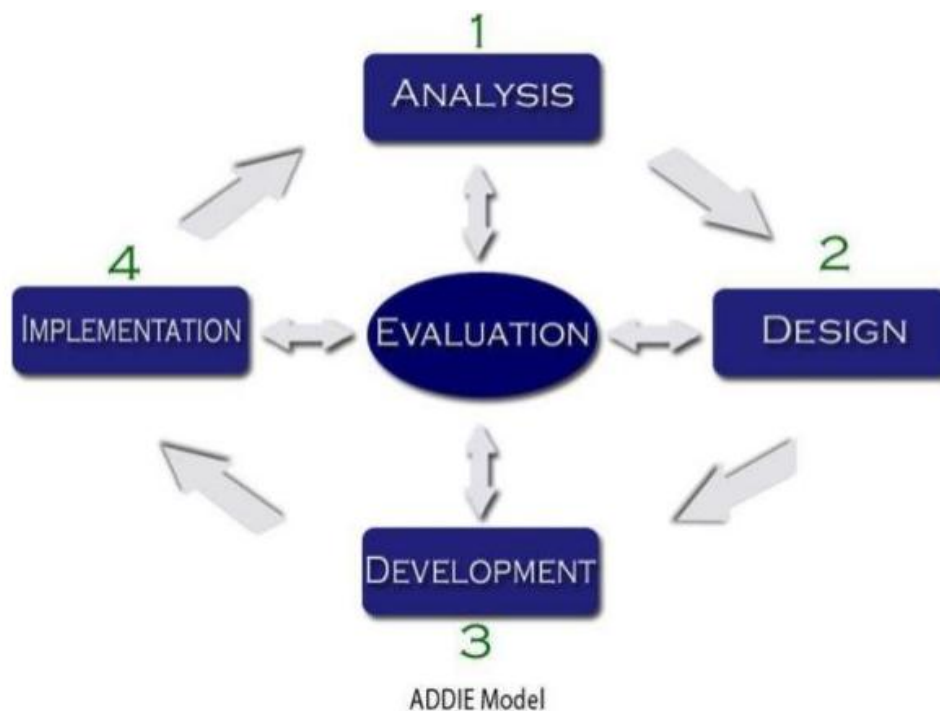 1
ANALYSIS
4
2
IMPLEMENTATION
EVALUATION
DESIGN
DEVELOPMENT
3
ADDIE Model